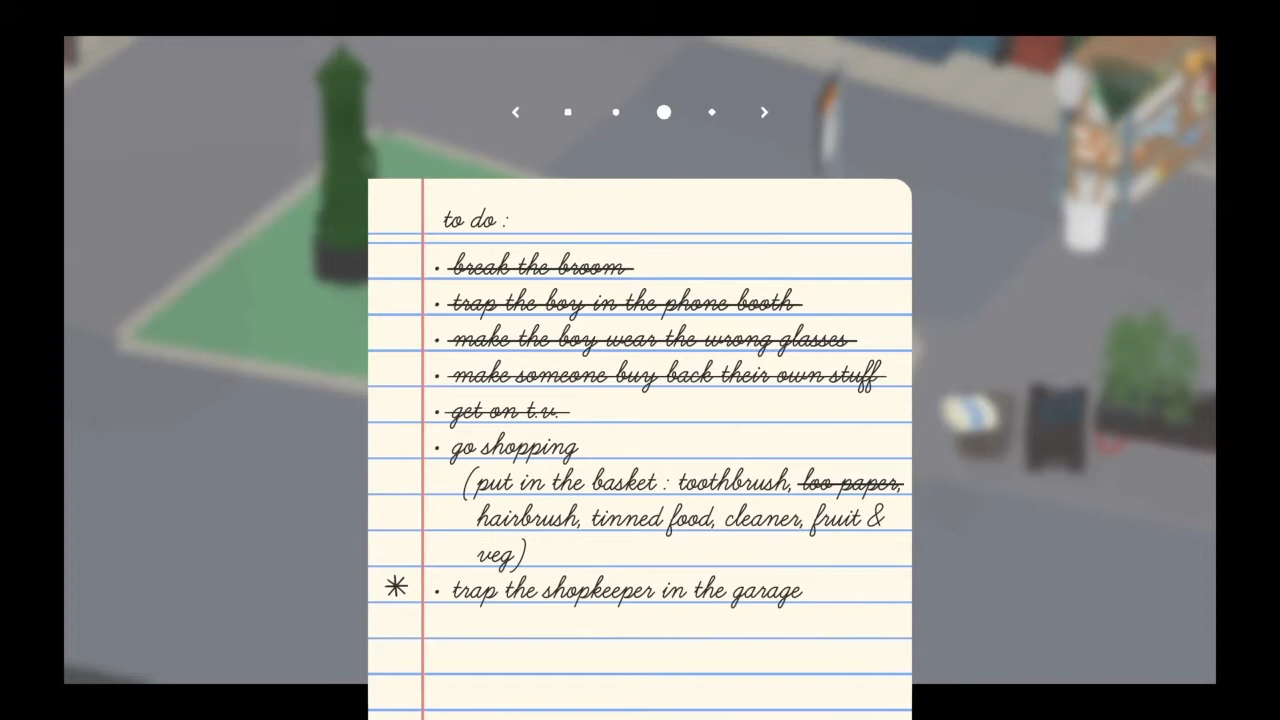 to do :
· break the broom
· trap the boy in the phone booth
· make the boy wear the wrong glasses
· make someone buy back their own stuff
· get on t.v.
· go shopping
(put in the basket : toothbrush, loo paper,
hairbrush, tinned food, cleaner, fruit &
veg)
* · trap the shopkeeper in the garage